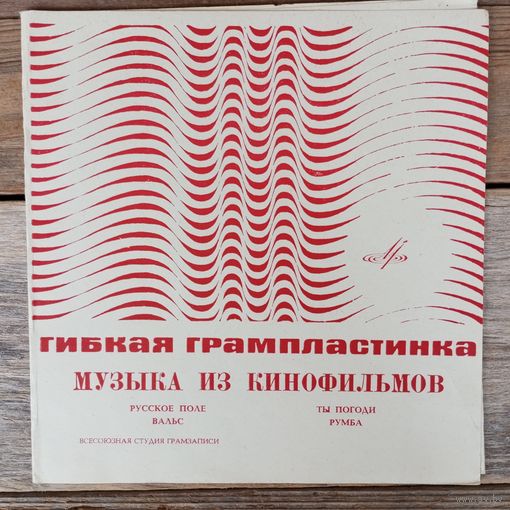 ГИБКАЯ ГРАМПЛАСТИНКА
МУЗЫКА ИЗ КИНОФИЛЬМОВ
РУССКОЕ ПОЛЕ
ВАЛЬС
ТЫ ПОГОДИ
РУМБА
ВСЕСОЮЗНАЯ СТУДИЯ ГРАМЗАПИСИ